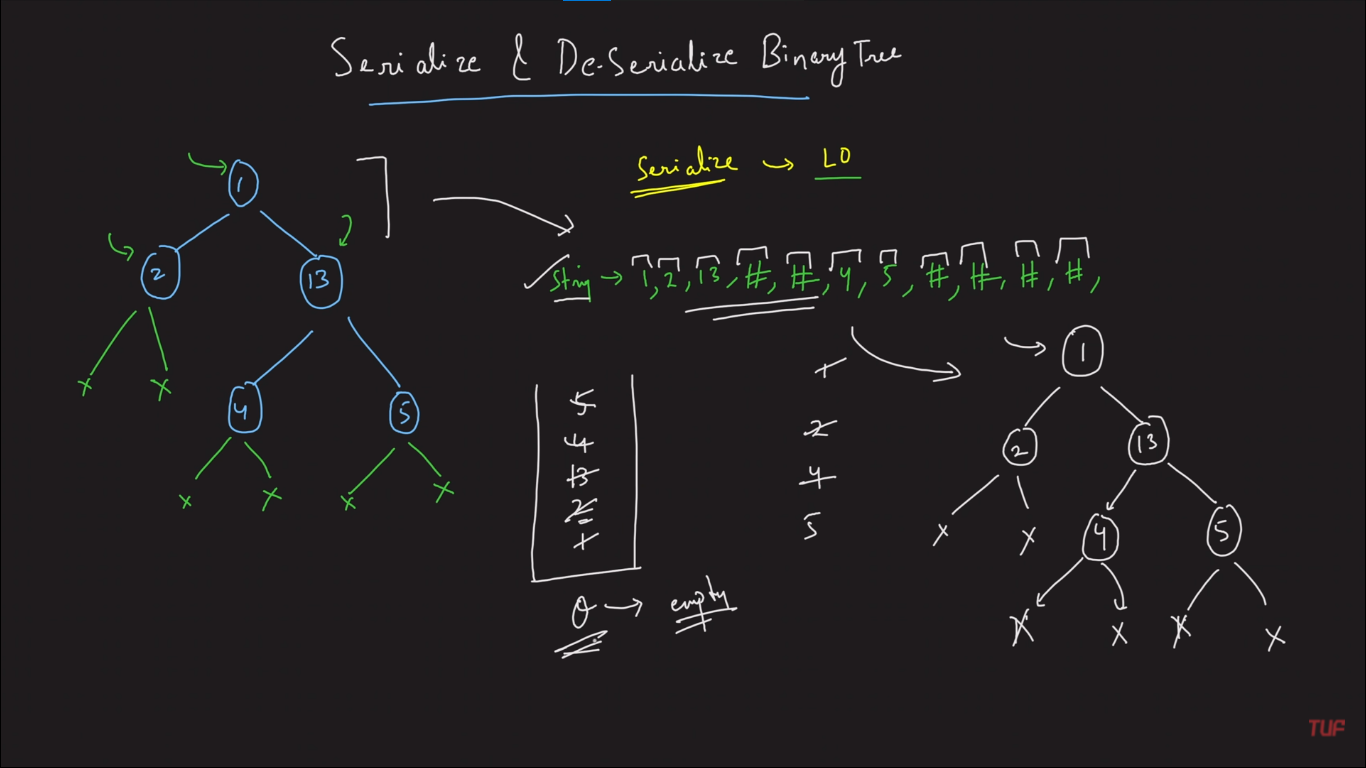 Serialize & De-Serialize Binary Tree
Serialize → LO
String → 1, 2, 13, #, #, 4, 5, #, #, #, #,
1
2
13
x
x
4
5
x
x
x
x
5
4
13
2
1
Q → empty
1
2
4
5
1
2
13
x
x
4
5
x
x
x
x
TUF